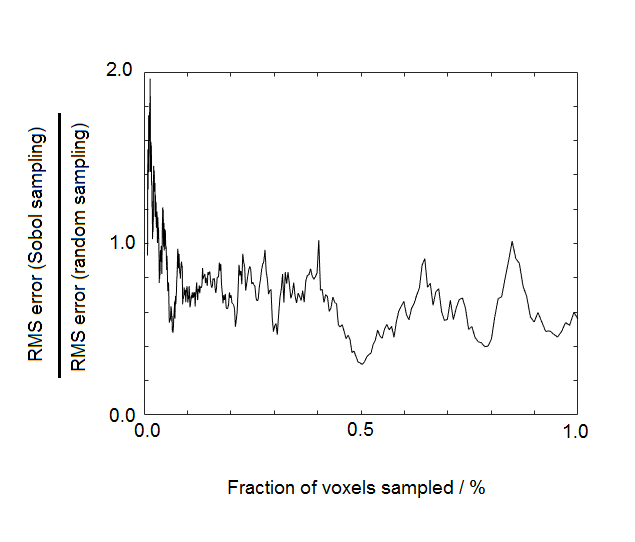 2.0
1.0
0.0
0.0
0.5
1.0
RMS error (Sobol sampling)
RMS error (random sampling)
Fraction of voxels sampled / %